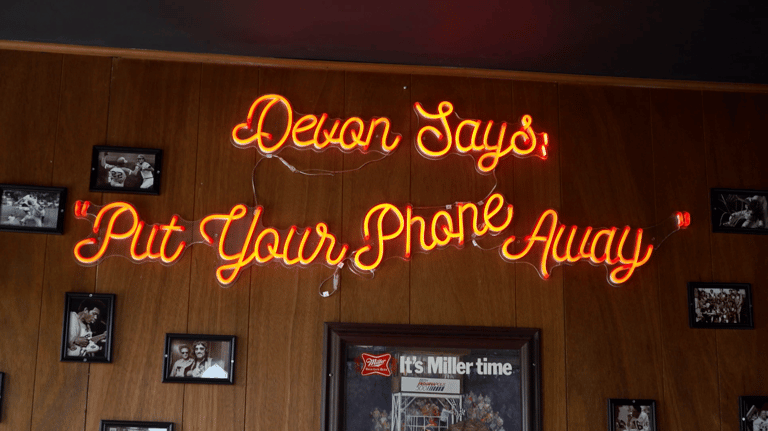 Devon Says:
"Put Your Phone Away"
Miller
It's Miller time